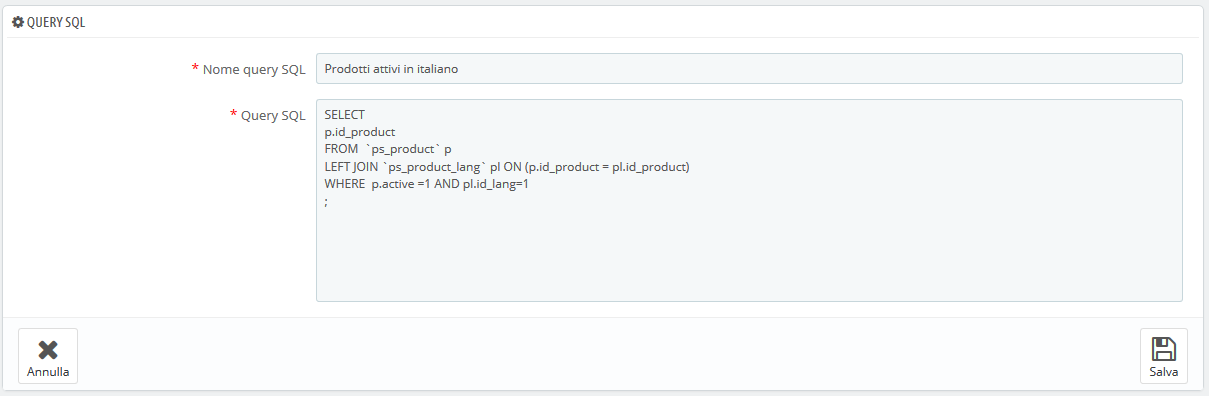 QUERY SQL
* Nome query SQL
Prodotti attivi in italiano
* Query SQL
SELECT
p.id_product
FROM  `ps_product` p
LEFT JOIN `ps_product_lang` pl ON (p.id_product = pl.id_product)
WHERE  p.active =1 AND pl.id_lang=1
;
Annulla
Salva